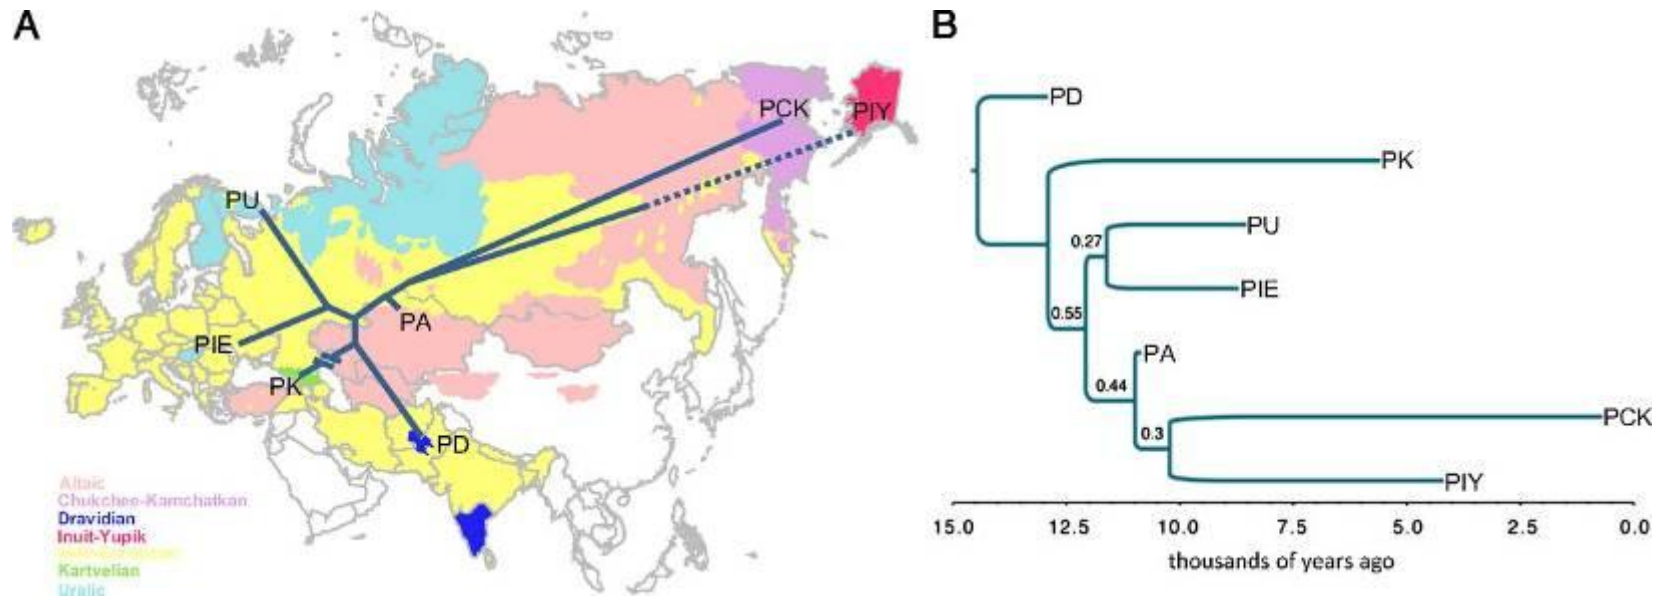 A
PCK
PIY
PU
PA
PIE
PK
PD
Altaic
Chukchee-Kamchatkan
Dravidian
Inuit-Yupik
Kartvelian
Uralic
B
PD
PK
PU
0.27
PIE
0.55
PA
0.44
PCK
0.3
PIY
15.0 12.5 10.0 7.5 5.0 2.5 0.0
thousands of years ago